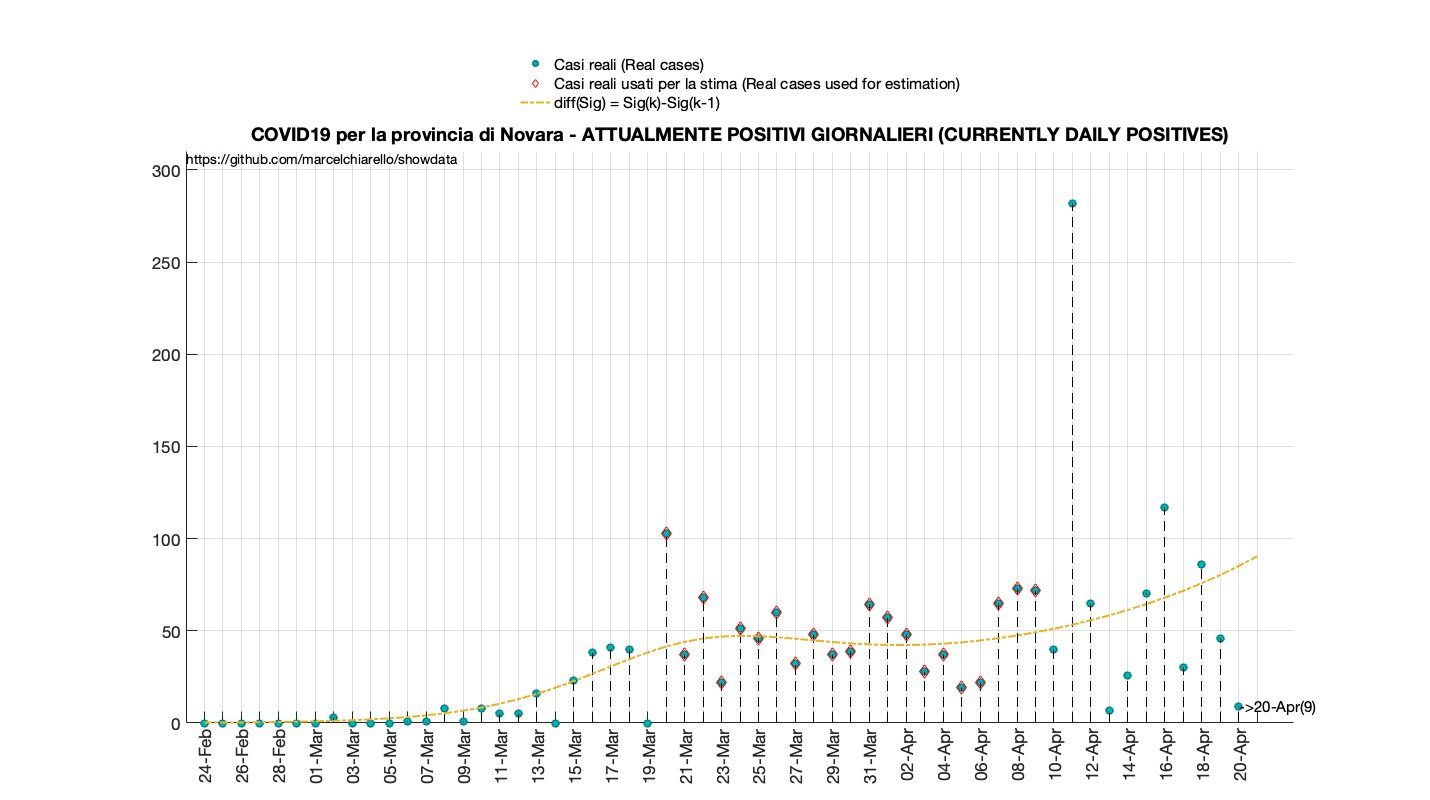 Casi reali (Real cases)
Casi reali usati per la stima (Real cases used for estimation)
diff(Sig) = Sig(k)-Sig(k-1)
COVID19 per la provincia di Novara - ATTUALMENTE POSITIVI GIORNALIERI (CURRENTLY DAILY POSITIVES)
https://github.com/marcelchiarello/showdata
300
250
200
150
100
50
0
->20-Apr(9)
24-Feb
26-Feb
28-Feb
01-Mar
03-Mar
05-Mar
07-Mar
09-Mar
11-Mar
13-Mar
15-Mar
17-Mar
19-Mar
21-Mar
23-Mar
25-Mar
27-Mar
29-Mar
31-Mar
02-Apr
04-Apr
06-Apr
08-Apr
10-Apr
12-Apr
14-Apr
16-Apr
18-Apr
20-Apr